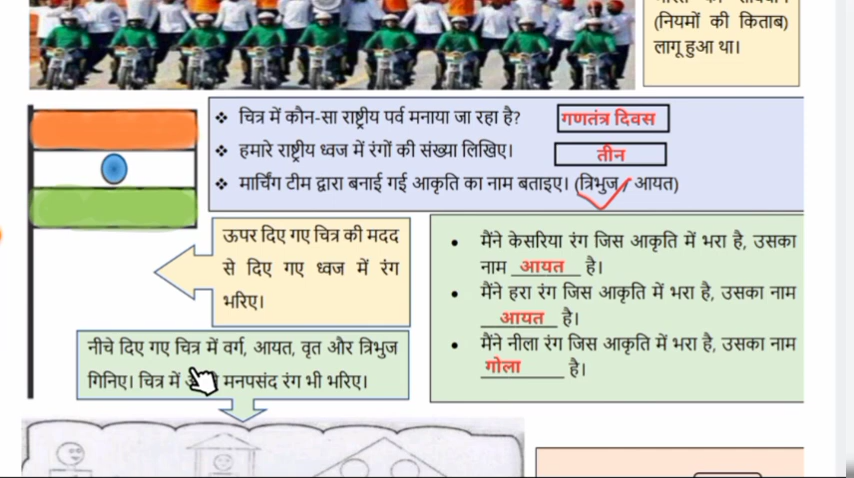 (नियमों की किताब)
लागू हुआ था।
❖ चित्र में कौन-सा राष्ट्रीय पर्व मनाया जा रहा है? गणतंत्र दिवस
❖ हमारे राष्ट्रीय ध्वज में रंगों की संख्या लिखिए। तीन
❖ मार्चिंग टीम द्वारा बनाई गई आकृति का नाम बताइए। (त्रिभुज / आयत)
ऊपर दिए गए चित्र की मदद
से दिए गए ध्वज में रंग
भरिए।
• मैंने केसरिया रंग जिस आकृति में भरा है, उसका
नाम आयत है।
• मैंने हरा रंग जिस आकृति में भरा है, उसका नाम
आयत है।
• मैंने नीला रंग जिस आकृति में भरा है, उसका नाम
गोला है।
नीचे दिए गए चित्र में वर्ग, आयत, वृत और त्रिभुज
गिनिए। चित्र में मनपसंद रंग भी भरिए।